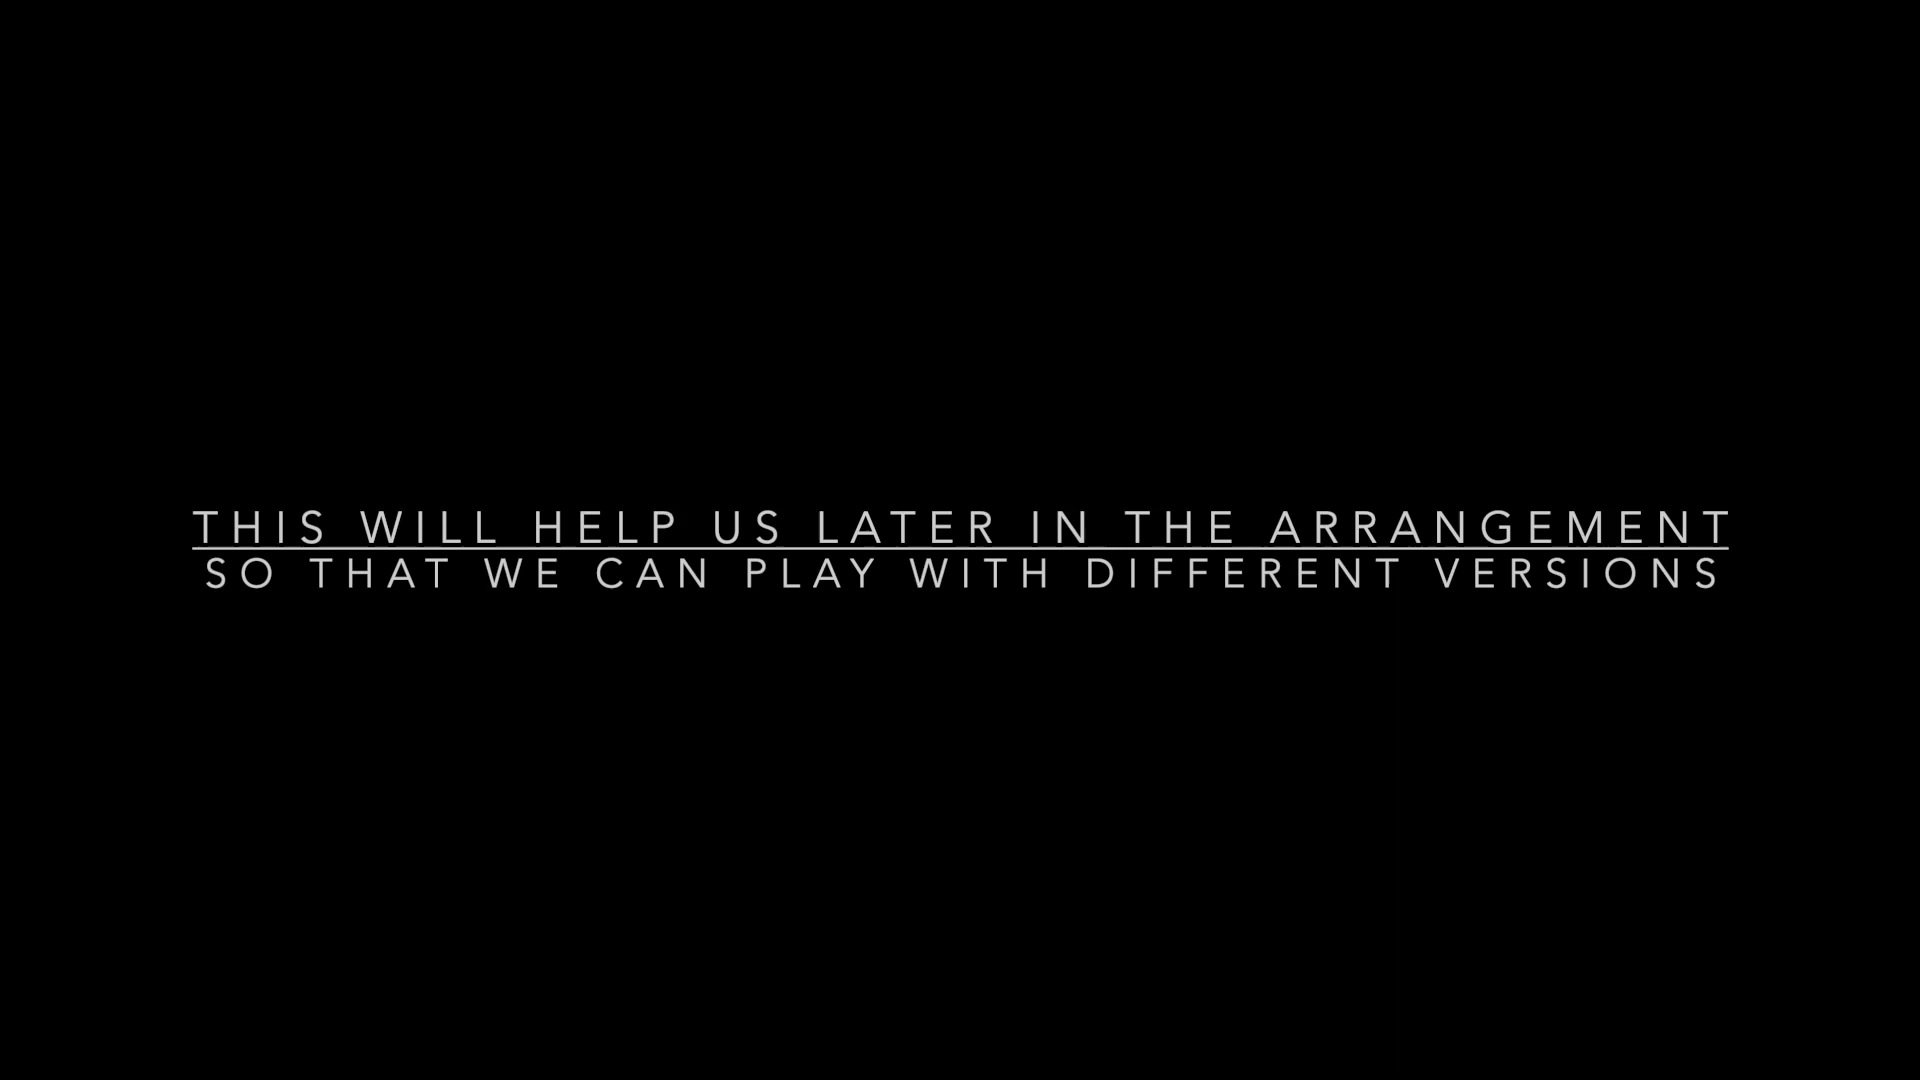 THIS WILL HELP US LATER IN THE ARRANGEMENT
SO THAT WE CAN PLAY WITH DIFFERENT VERSIONS